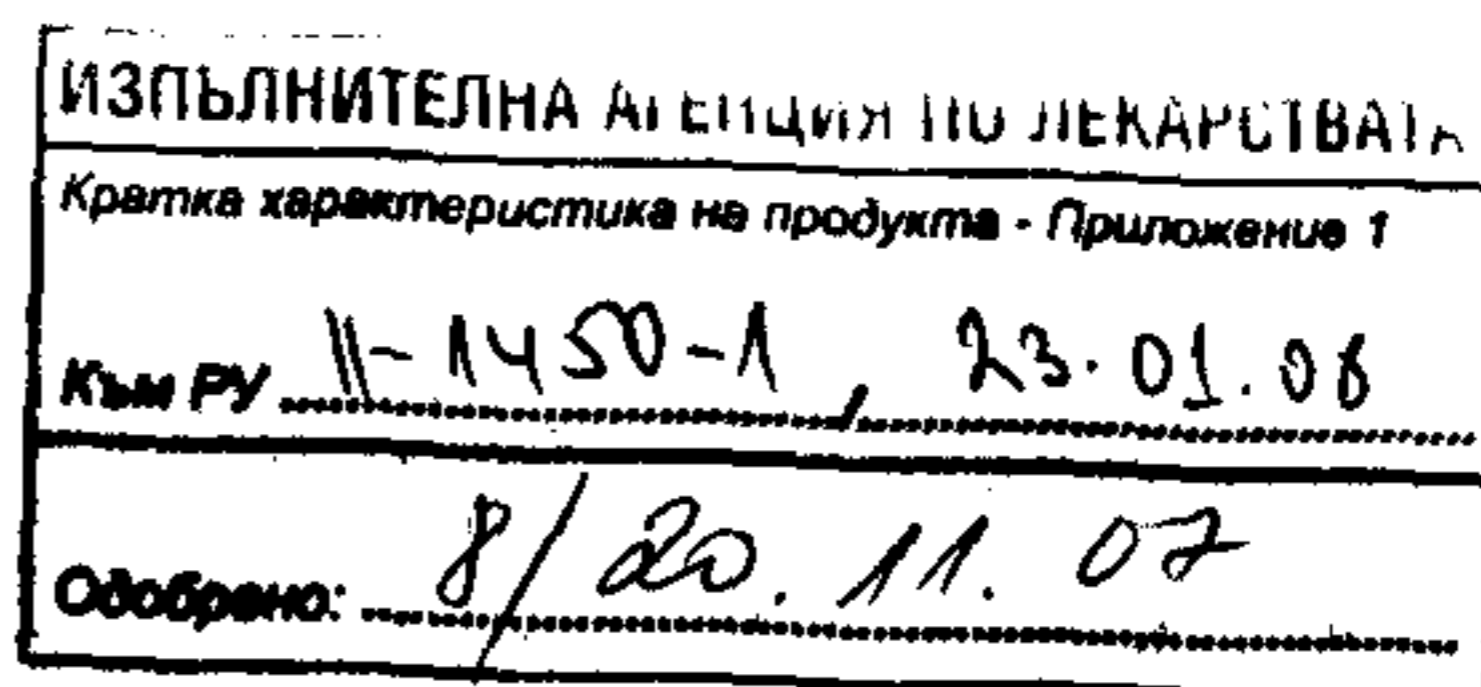 ИЗПЪЛНИТЕЛНА АГЕНЦИЯ ПО ЛЕКАРСТВАТА
Кратка характеристика на продукта - Приложение 1
Към РУ II-1450-1, 23.01.08
Одобрено: 8/20.11.07